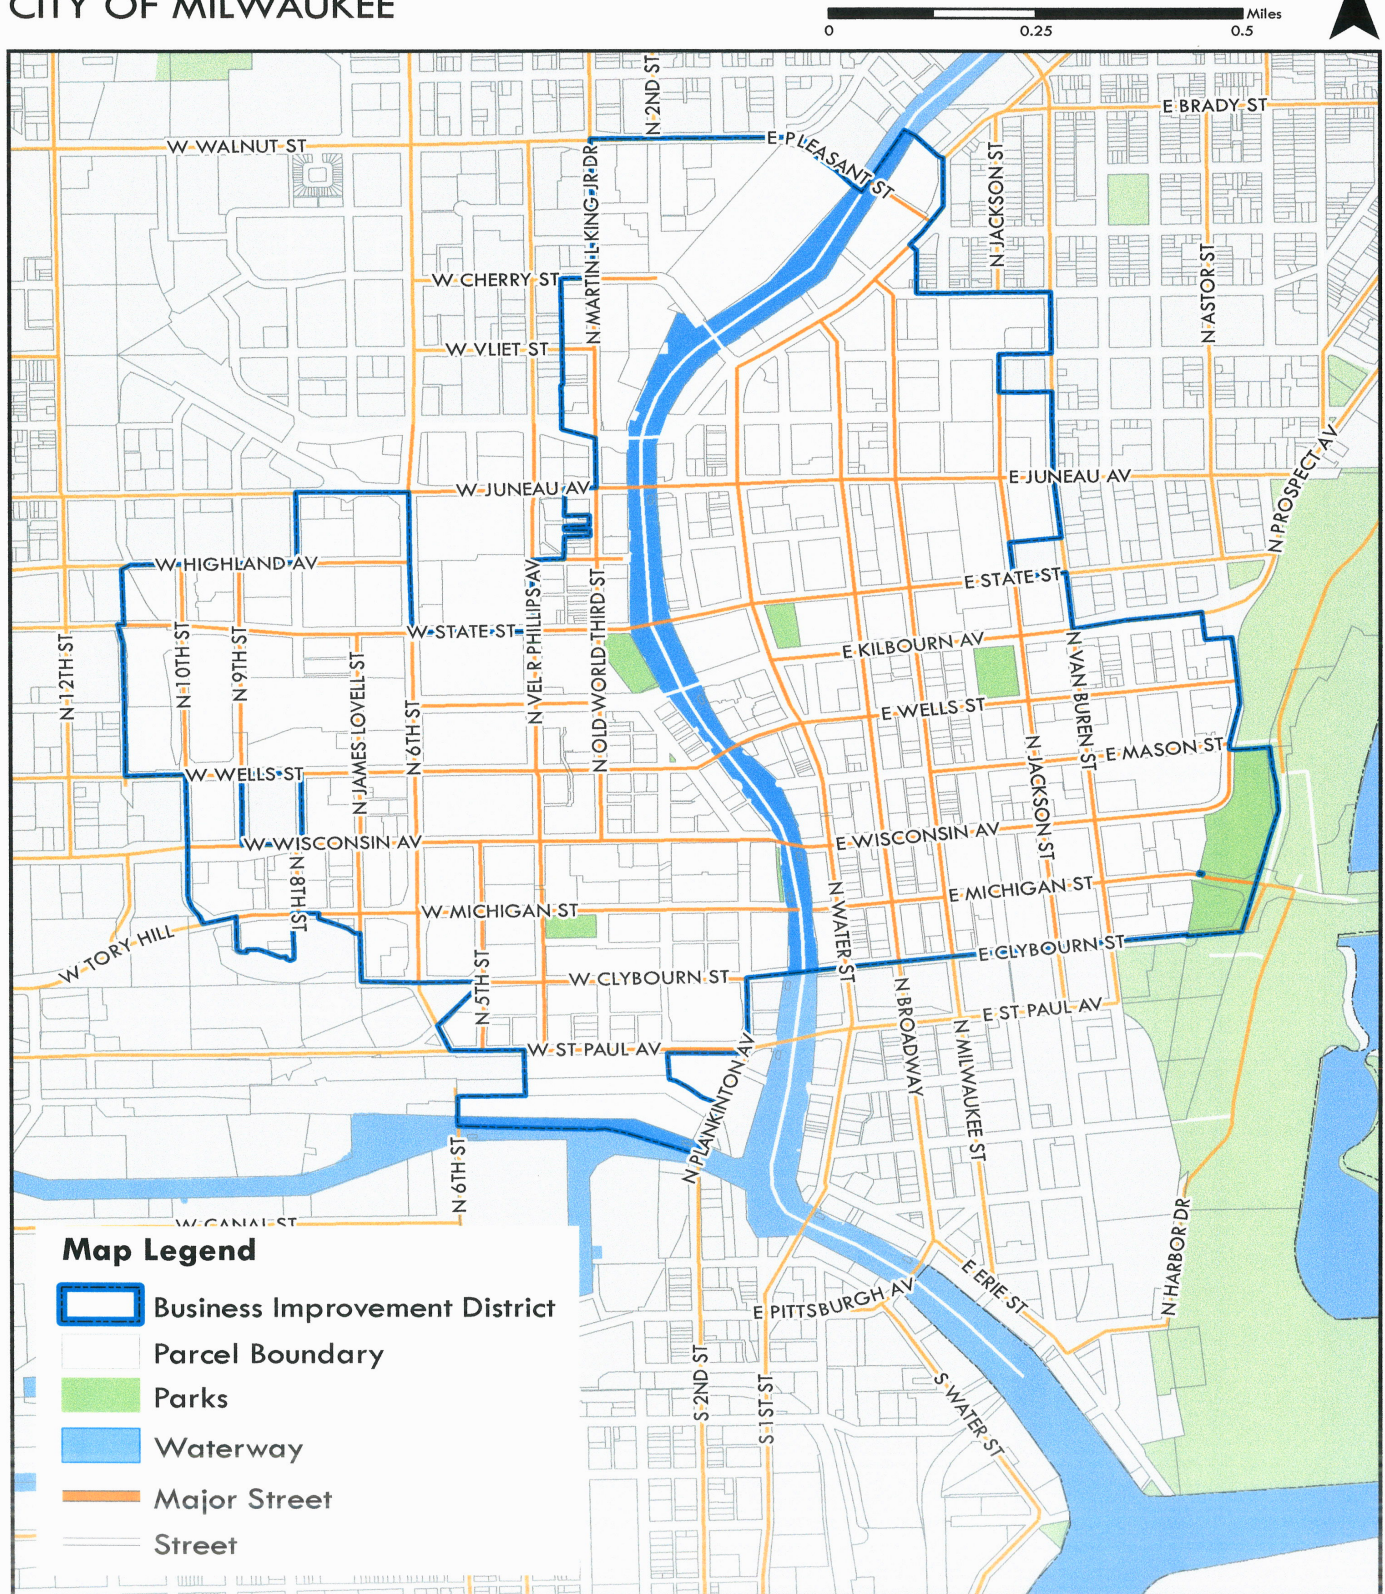 CITY OF MILWAUKEE
Miles
0
0.25
0.5
N 2ND ST
E BRADY ST
W WALNUT ST
E PLEASANT ST
N MARTIN L KING JR DR
N JACKSON ST
N ASTOR ST
W CHERRY ST
W VLIET ST
N PROSPECT AV
W JUNEAU AV
E JUNEAU AV
W HIGHLAND AV
E STATE ST
W STATE ST
N 12TH ST
N 10TH ST
N 9TH ST
N JAMES LOVELL ST
N 6TH ST
N VEL R PHILLIPS AV
N OLD WORLD THIRD ST
E KILBOURN AV
N VAN BUREN ST
E WELLS ST
N JACKSON ST
E MASON ST
W WELLS ST
W WISCONSIN AV
E WISCONSIN AV
N 8TH ST
E MICHIGAN ST
W MICHIGAN ST
N WATER ST
W TORY HILL
E CLYBOURN ST
W CLYBOURN ST
N 5TH ST
N BROADWAY
E ST PAUL AV
W ST PAUL AV
N MILWAUKEE ST
N PLANKINTON AV
N 6TH ST
W CANAL ST
N HARBOR DR
E ERIE ST
E PITTSBURGH AV
S 2ND ST
S 1ST ST
S WATER ST
Map Legend
Business Improvement District
Parcel Boundary
Parks
Waterway
Major Street
Street